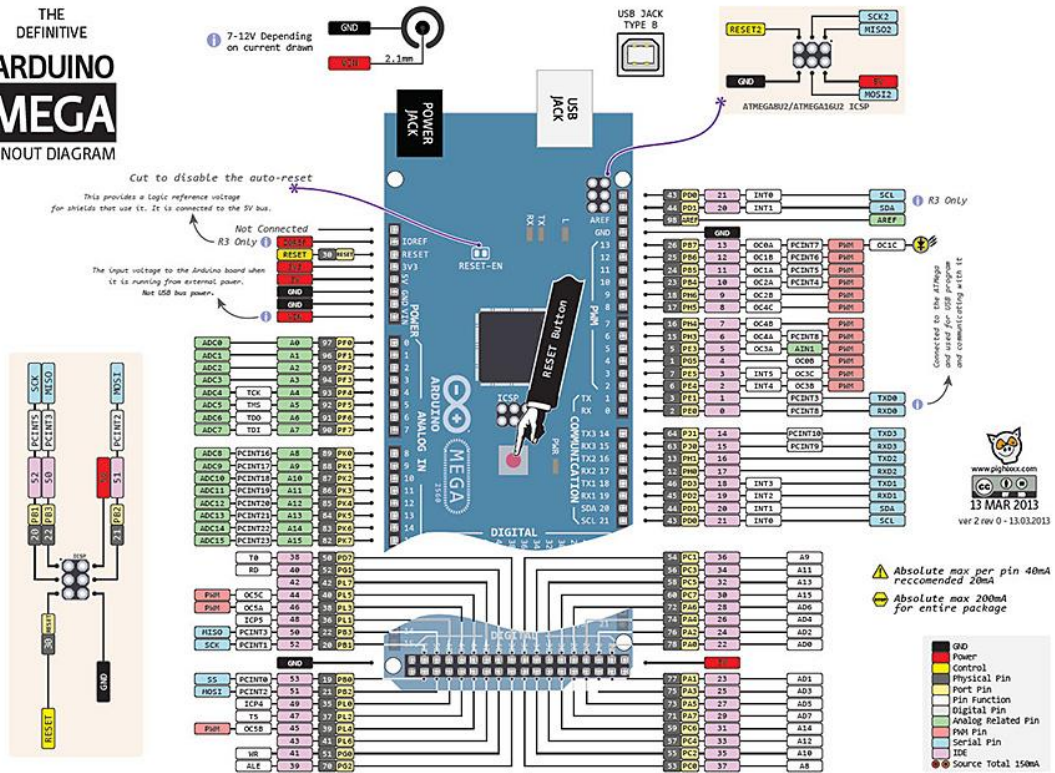 THE
DEFINITIVE
ARDUINO
MEGA
PINOUT DIAGRAM
7-12V Depending
on current drawn
GND
2.1mm
USB JACK
TYPE B
RESET2
SCK2
MISO2
GND
5V
MOSI2
ATMEGA8U2/ATMEGA16U2 ICSP
POWER
JACK
USB
JACK
Cut to disable the auto-reset
This provides a logic reference voltage
for shields that use it. It is connected to the 5V bus.
Not Connected
R3 Only
RESET 30 RESET
The input voltage to the Arduino board when
it is running from external power.
Not USB bus power.
GND
GND
IOREF
RESET
3V3
5V
GND
VIN
POWER
RESET-EN
RX
TX
L
AREF
GND
PWM
RESET Button
ARDUINO
MEGA
2560
ICSP
PWR
ANALOG IN
COMMUNICATION
DIGITAL
TX 1
RX 0
TX3 14
RX3 15
TX2 16
RX2 17
TX1 18
RX1 19
SDA 20
SCL 21
43 PD0 21 INT0 SCL
44 PD1 20 INT1 SDA
98 AREF AREF
R3 Only
GND
26 PB7 13 OC0A PCINT7 PWM OC1C
25 PB6 12 OC1B PCINT6 PWM
24 PB5 11 OC1A PCINT5 PWM
23 PB4 10 OC2A PCINT4 PWM
18 PH6 9 OC2B PWM
17 PH5 8 OC4C PWM
16 PH4 7 OC4B PWM
15 PH3 6 OC4A PCINT8 PWM
5 PE3 5 OC3A AIN1 PWM
1 PG5 4 OC0B PWM
7 PE5 3 INT5 OC3C PWM
6 PE4 2 INT4 OC3B PWM
3 PE1 1 PCINT3 TXD0
2 PE0 0 PCINT8 RXD0
Connected to the ATMega
and used for USB program
and communicating with it
64 PJ1 14 PCINT10 TXD3
63 PJ0 15 PCINT9 RXD3
13 PH1 16 TXD2
12 PH0 17 RXD2
46 PD3 18 INT3 TXD1
45 PD2 19 INT2 RXD1
44 PD1 20 INT1 SDA
43 PD0 21 INT0 SCL
ADC0 A0 97 PF0
ADC1 A1 96 PF1
ADC2 A2 95 PF2
ADC3 A3 94 PF3
ADC4 TCK A4 93 PF4
ADC5 TMS A5 92 PF5
ADC6 TDO A6 91 PF6
ADC7 TDI A7 90 PF7
ADC8 PCINT16 A8 89 PK0
ADC9 PCINT17 A9 88 PK1
ADC10 PCINT18 A10 87 PK2
ADC11 PCINT19 A11 86 PK3
ADC12 PCINT20 A12 85 PK4
ADC13 PCINT21 A13 84 PK5
ADC14 PCINT22 A14 83 PK6
ADC15 PCINT23 A15 82 PK7
SCK
MISO
MOSI
PCINT5
PCINT3
PCINT2
52
50
51
PB1
PB3
PB2
20
22
21
ICSP
30 RESET
RESET
GND
T0 38 50 PD7
RD 40 52 PG1
42 42 PL7
PWM OC5C 44 40 PL5
PWM OC5A 46 38 PL3
ICP5 48 36 PL1
MISO PCINT3 50 22 PB3
SCK PCINT1 52 20 PB1
GND
SS PCINT0 53 19 PB0
MOSI PCINT2 51 21 PB2
ICP4 49 35 PL0
T5 47 37 PL2
PWM OC5B 45 39 PL4
43 41 PL6
WR 41 51 PG0
ALE 39 70 PG2
54 PC1 36 A9
56 PC3 34 A11
58 PC5 32 A13
60 PC7 30 A15
72 PA6 28 AD6
74 PA4 26 AD4
76 PA2 24 AD2
78 PA0 22 AD0
77 PA1 23 AD1
75 PA3 25 AD3
73 PA5 27 AD5
71 PA7 29 AD7
59 PC6 31 A14
57 PC4 33 A12
55 PC2 35 A10
53 PC0 37 A8
www.pighixxx.com
cc
BY ND
13 MAR 2013
ver 2 rev 0 - 13.03.2013
Absolute max per pin 40mA
reccomended 20mA
Absolute max 200mA
for entire package
GND
Power
Control
Physical Pin
Port Pin
Pin Function
Digital Pin
Analog Related Pin
PWM Pin
Serial Pin
IDE
Source Total 150mA